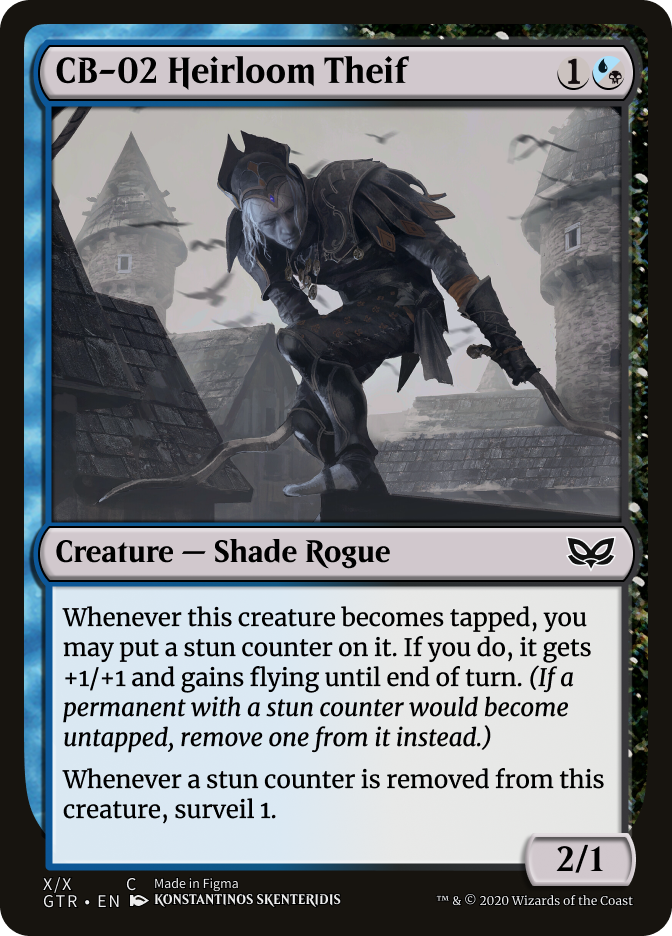 CB-02 Heirloom Theif 1
Creature — Shade Rogue
Whenever this creature becomes tapped, you
may put a stun counter on it. If you do, it gets
+1/+1 and gains flying until end of turn. (If a
permanent with a stun counter would become
untapped, remove one from it instead.)
Whenever a stun counter is removed from this
creature, surveil 1.
2/1
X/X C Made in Figma
GTR • EN KONSTANTINOS SKENTERIDIS ™ & © 2020 Wizards of the Coast